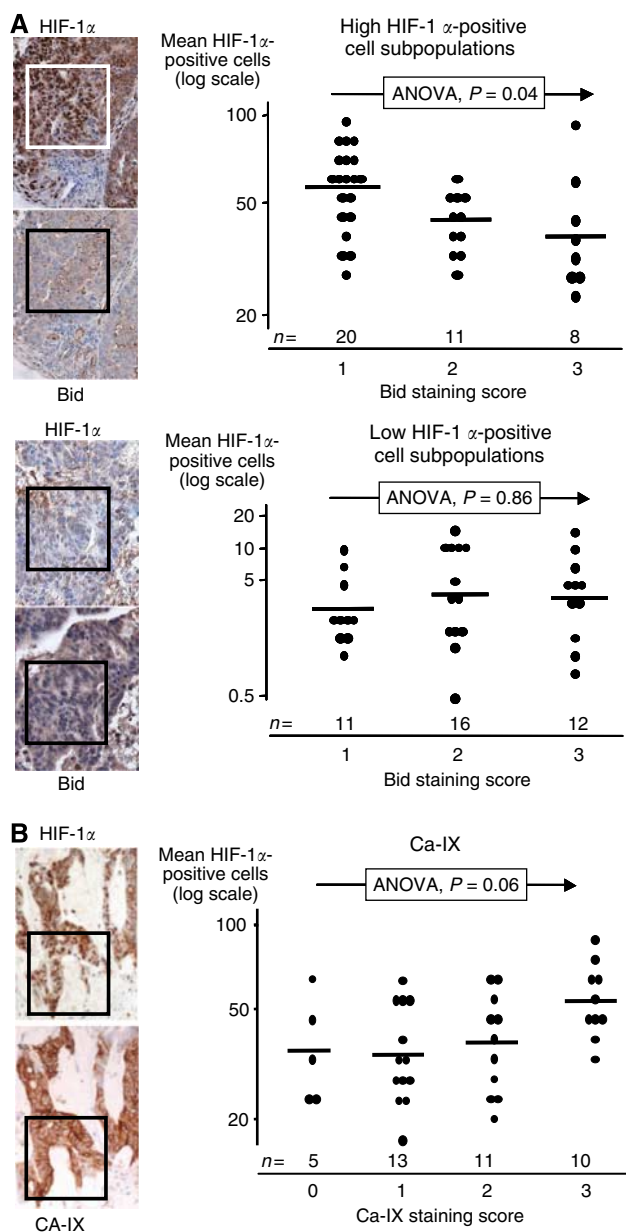 A
HIF-1α
Bid
Mean HIF-1α-
positive cells
(log scale)
High HIF-1 α-positive
cell subpopulations
ANOVA, P = 0.04
100
50
20
n= 20 11 8
1 2 3
Bid staining score
HIF-1α
Bid
Mean HIF-1α-
positive cells
(log scale)
Low HIF-1 α-positive
cell subpopulations
ANOVA, P = 0.86
20
10
5
0.5
n= 11 16 12
1 2 3
Bid staining score
B
HIF-1α
CA-IX
Mean HIF-1α-
positive cells
(log scale)
Ca-IX
ANOVA, P = 0.06
100
50
20
n= 5 13 11 10
0 1 2 3
Ca-IX staining score